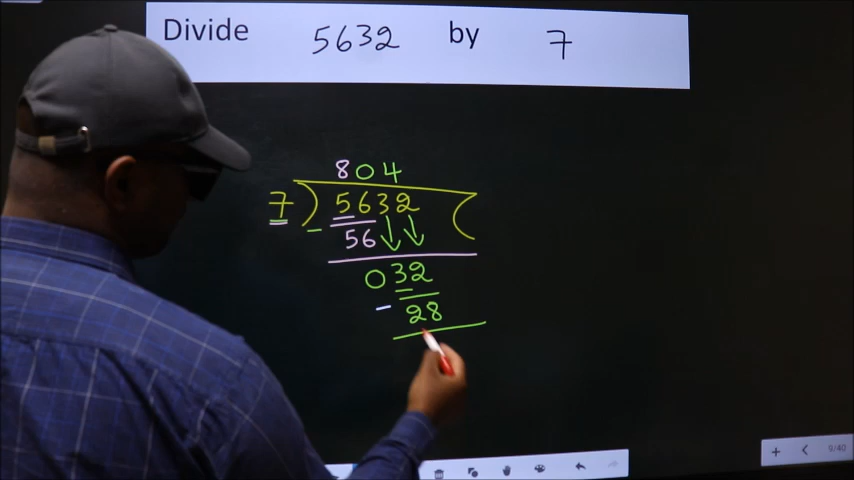 Divide 5632 by 7
804
7 ) 5632 (
- 56 ↓ ↓
032
- 28
+ < 9/40